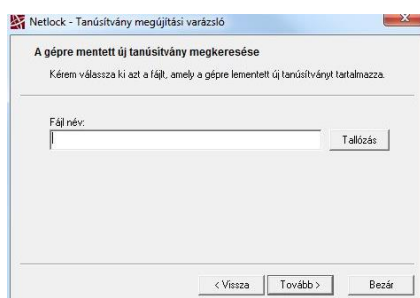 Netlock - Tanúsítvány megújítási varázsló
A gépre mentett új tanúsitvány megkeresése
Kérem válassza ki azt a fájlt, amely a gépre lementett új tanúsítványt tartalmazza.
Fájl név:
Tallózás
< Vissza Tovább > Bezár